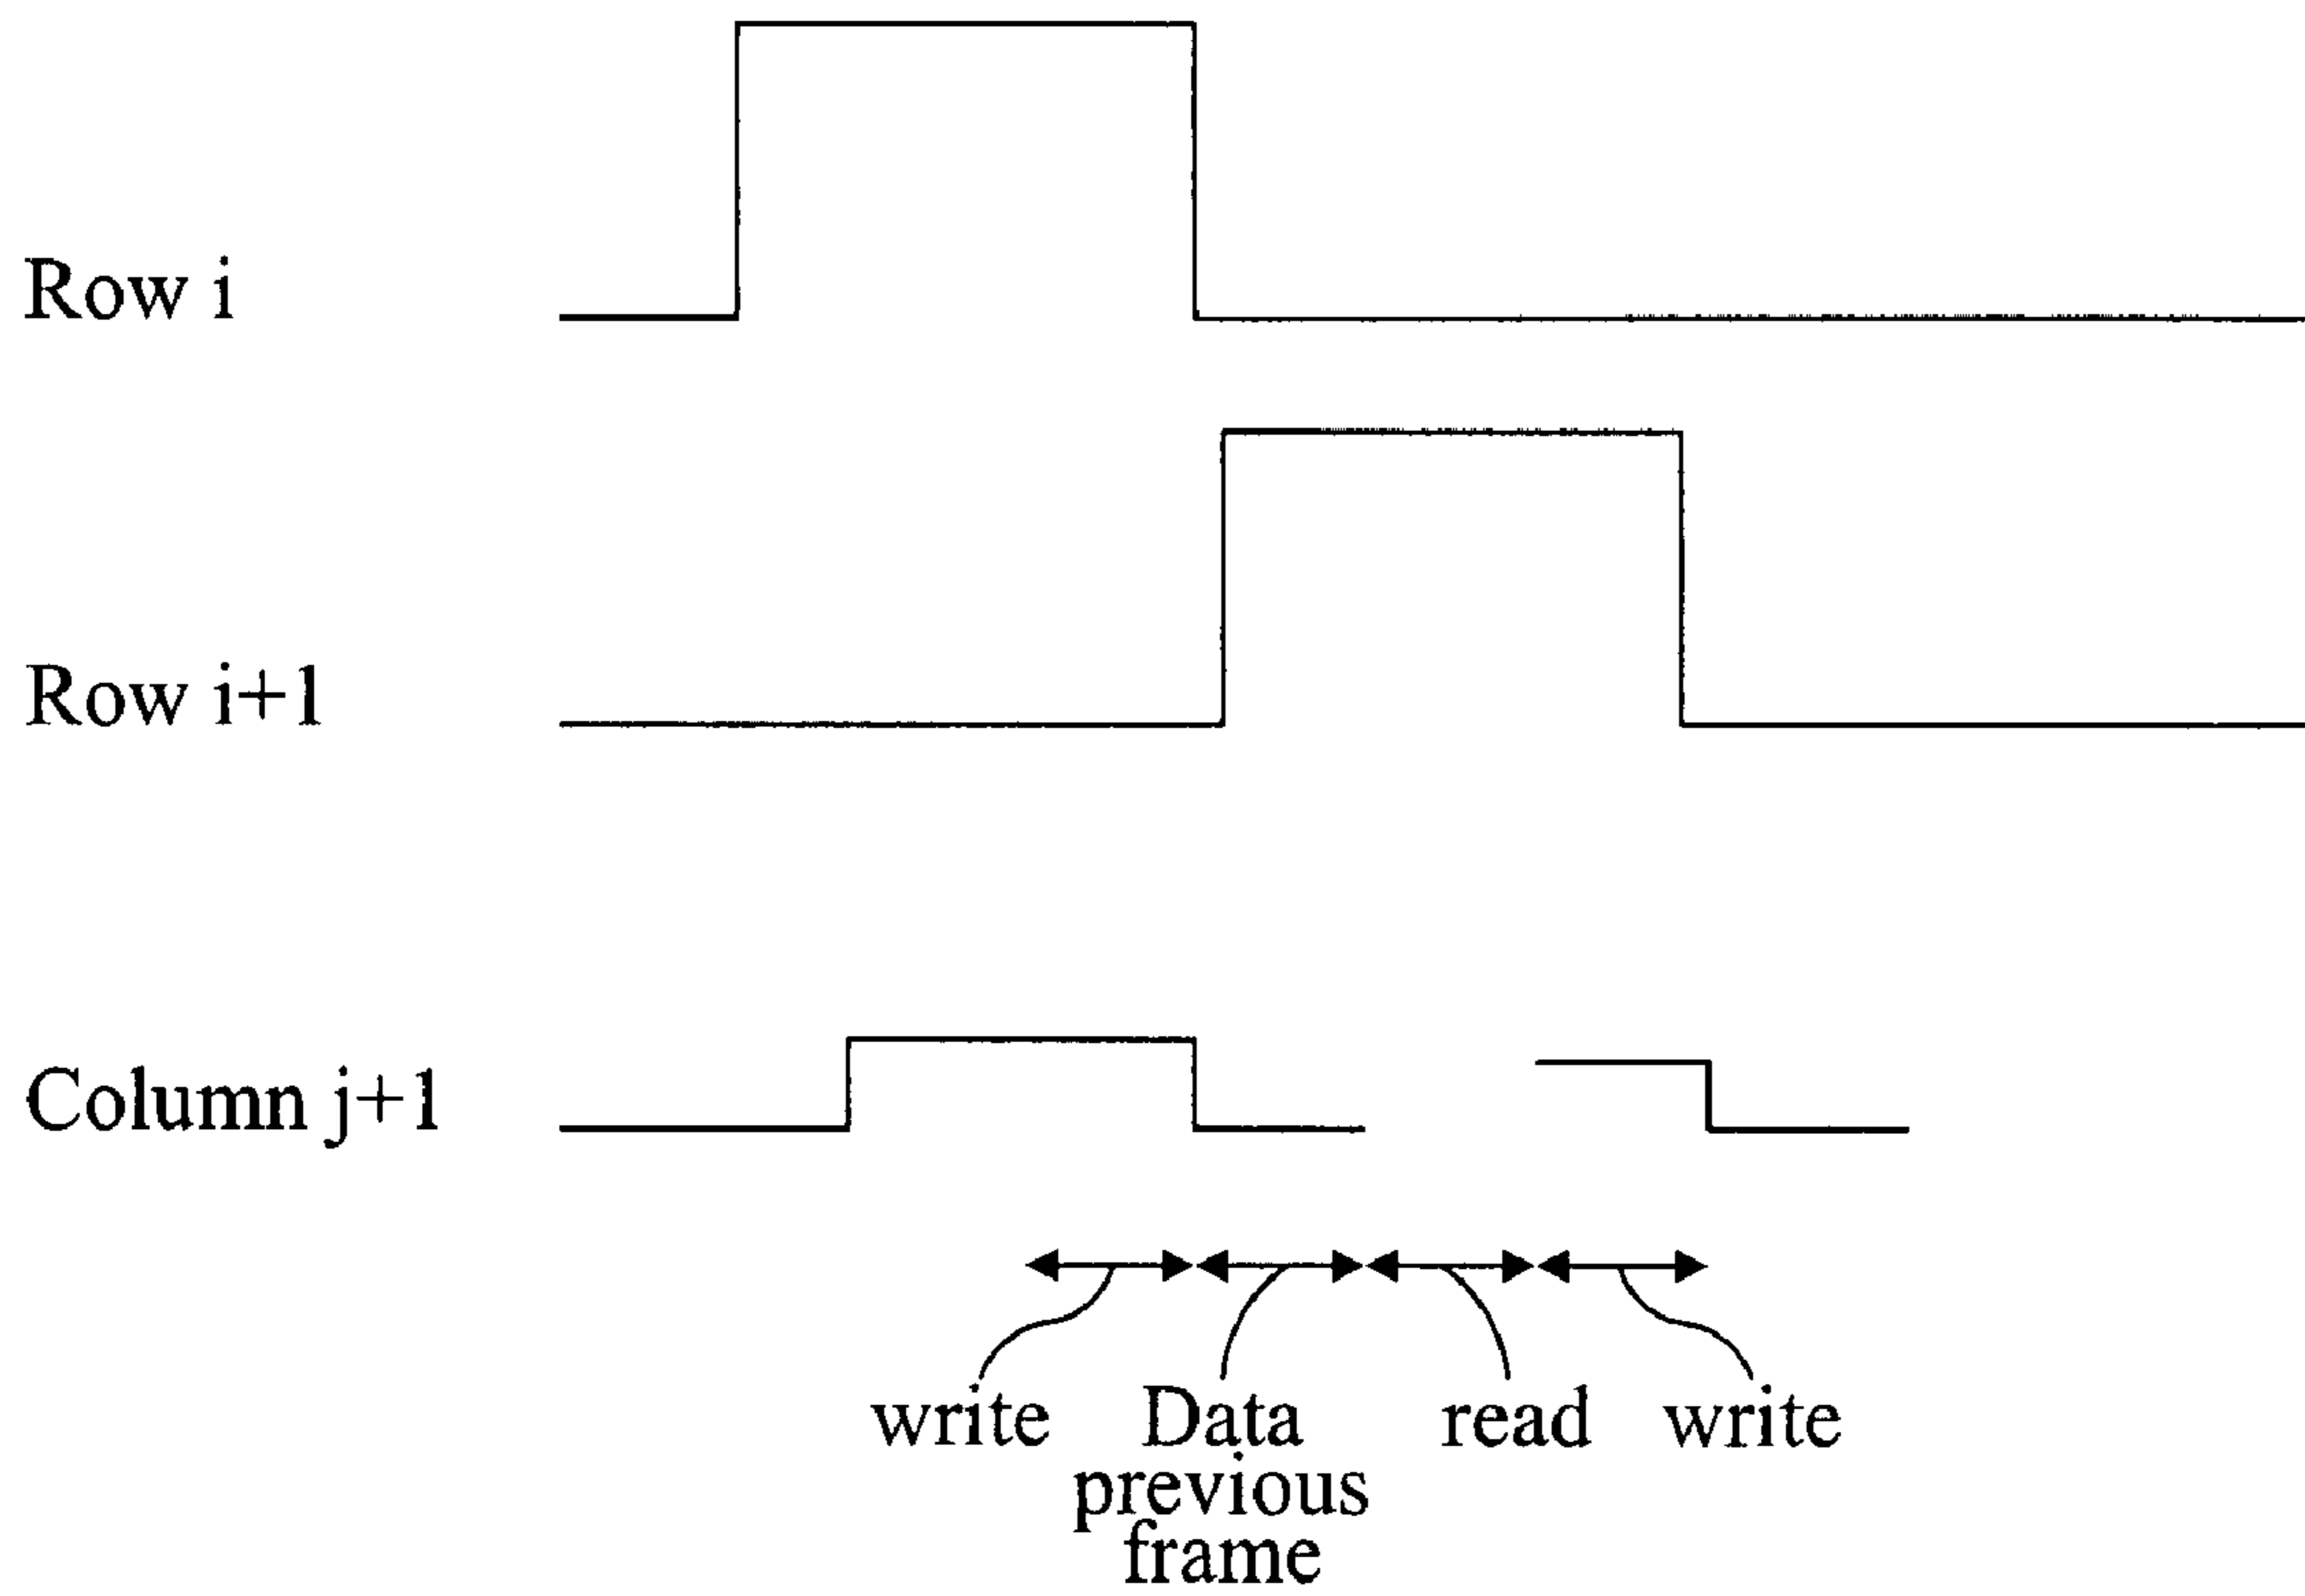 Row i
Row i+1
Column j+1
write
Data
previous
frame
read
write